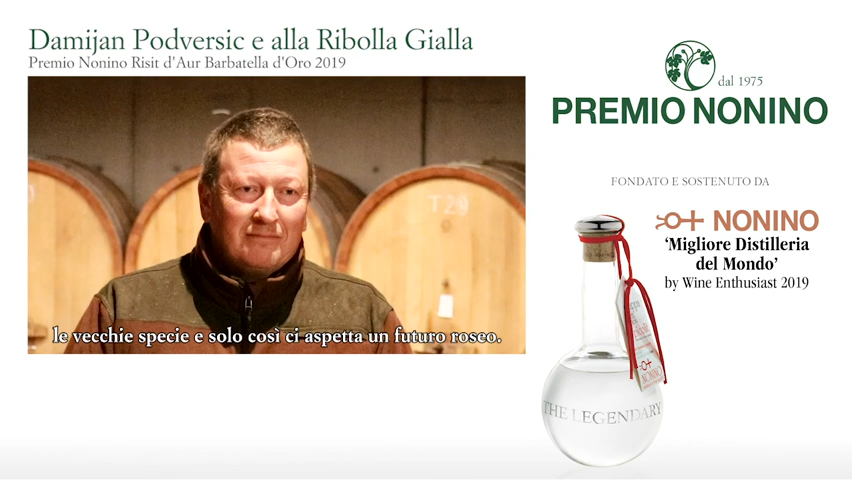 Damijan Podversic e alla Ribolla Gialla
Premio Nonino Risit d'Aur Barbatella d'Oro 2019
dal 1975
PREMIO NONINO
FONDATO E SOSTENUTO DA
NONINO
'Migliore Distilleria
del Mondo'
by Wine Enthusiast 2019
T29
le vecchie specie e solo così ci aspetta un futuro roseo.
NONINO
THE LEGENDARY